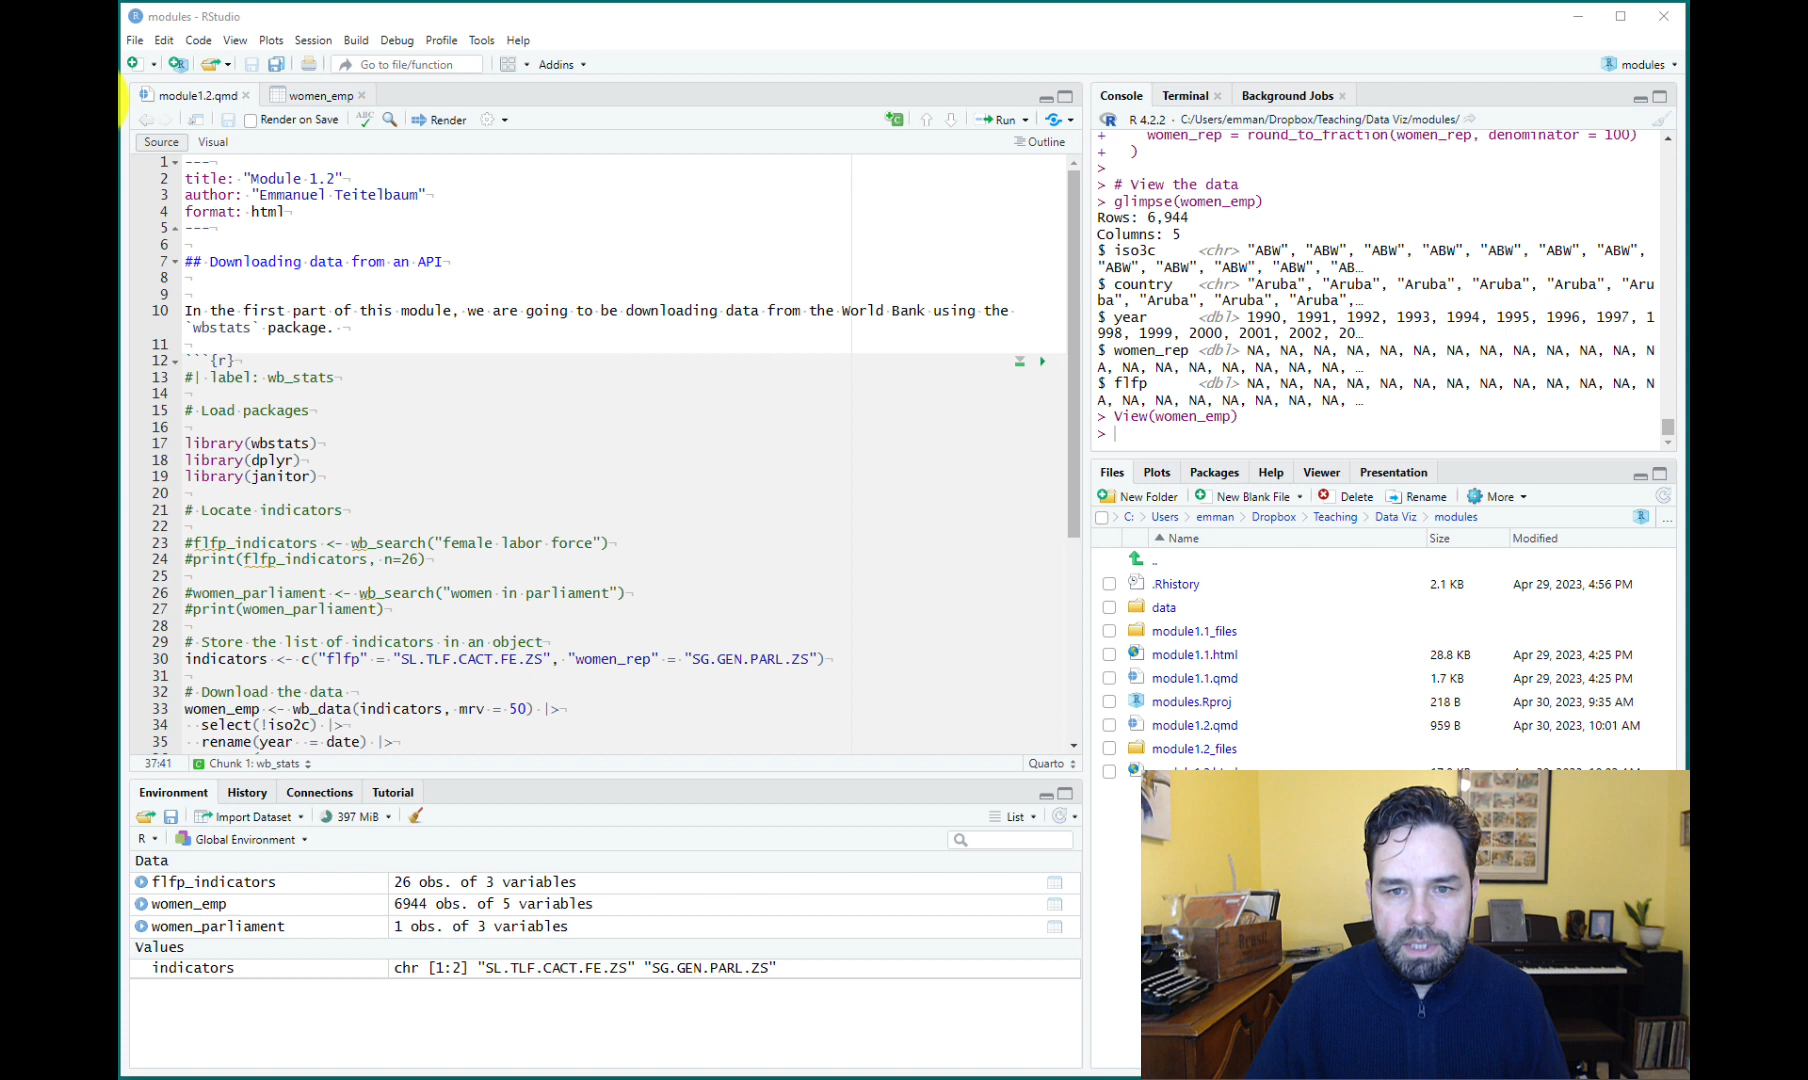 modules - RStudio
File Edit Code View Plots Session Build Debug Profile Tools Help
Go to file/function Addins modules
module1.2.qmd women_emp
Render on Save Render Run
Source Visual Outline
1 ---
2 title: "Module 1.2"
3 author: "Emmanuel Teitelbaum"
4 format: html
5 ---
6
7 ## Downloading data from an API
8
9
10 In the first part of this module, we are going to be downloading data from the World Bank using the
`wbstats` package.
11
12 ```{r}
13 #| label: wb_stats
14
15 # Load packages
16
17 library(wbstats)
18 library(dplyr)
19 library(janitor)
20
21 # Locate indicators
22
23 #flfp_indicators <- wb_search("female labor force")
24 #print(flfp_indicators, n=26)
25
26 #women_parliament <- wb_search("women in parliament")
27 #print(women_parliament)
28
29 # Store the list of indicators in an object
30 indicators <- c("flfp" = "SL.TLF.CACT.FE.ZS", "women_rep" = "SG.GEN.PARL.ZS")
31
32 # Download the data
33 women_emp <- wb_data(indicators, mrv = 50) |>
34 select(!iso2c) |>
35 rename(year = date) |>
37:41 Chunk 1: wb_stats Quarto
Environment History Connections Tutorial
Import Dataset 397 MiB List
R Global Environment
Data
flfp_indicators 26 obs. of 3 variables
women_emp 6944 obs. of 5 variables
women_parliament 1 obs. of 3 variables
Values
indicators chr [1:2] "SL.TLF.CACT.FE.ZS" "SG.GEN.PARL.ZS"
Console Terminal Background Jobs
R 4.2.2 · C:/Users/emman/Dropbox/Teaching/Data Viz/modules/
+ women_rep = round_to_fraction(women_rep, denominator = 100)
+ )
>
> # View the data
> glimpse(women_emp)
Rows: 6,944
Columns: 5
$ iso3c <chr> "ABW", "ABW", "ABW", "ABW", "ABW", "ABW",
"ABW", "ABW", "ABW", "ABW", "AB…
$ country <chr> "Aruba", "Aruba", "Aruba", "Aruba", "Aruba", "Aru
ba", "Aruba", "Aruba", "Aruba",…
$ year <dbl> 1990, 1991, 1992, 1993, 1994, 1995, 1996, 1997, 1
998, 1999, 2000, 2001, 2002, 20…
$ women_rep <dbl> NA, NA, NA, NA, NA, NA, NA, NA, NA, NA, NA, NA, N
A, NA, NA, NA, NA, NA, NA, …
$ flfp <dbl> NA, NA, NA, NA, NA, NA, NA, NA, NA, NA, NA, NA, N
A, NA, NA, NA, NA, NA, NA, …
> View(women_emp)
>
Files Plots Packages Help Viewer Presentation
New Folder New Blank File Delete Rename More
C: Users emman Dropbox Teaching Data Viz modules
Name Size Modified
..
.Rhistory 2.1 KB Apr 29, 2023, 4:56 PM
data
module1.1_files
module1.1.html 28.8 KB Apr 29, 2023, 4:25 PM
module1.1.qmd 1.7 KB Apr 29, 2023, 4:25 PM
modules.Rproj 218 B Apr 30, 2023, 9:35 AM
module1.2.qmd 959 B Apr 30, 2023, 10:01 AM
module1.2_files